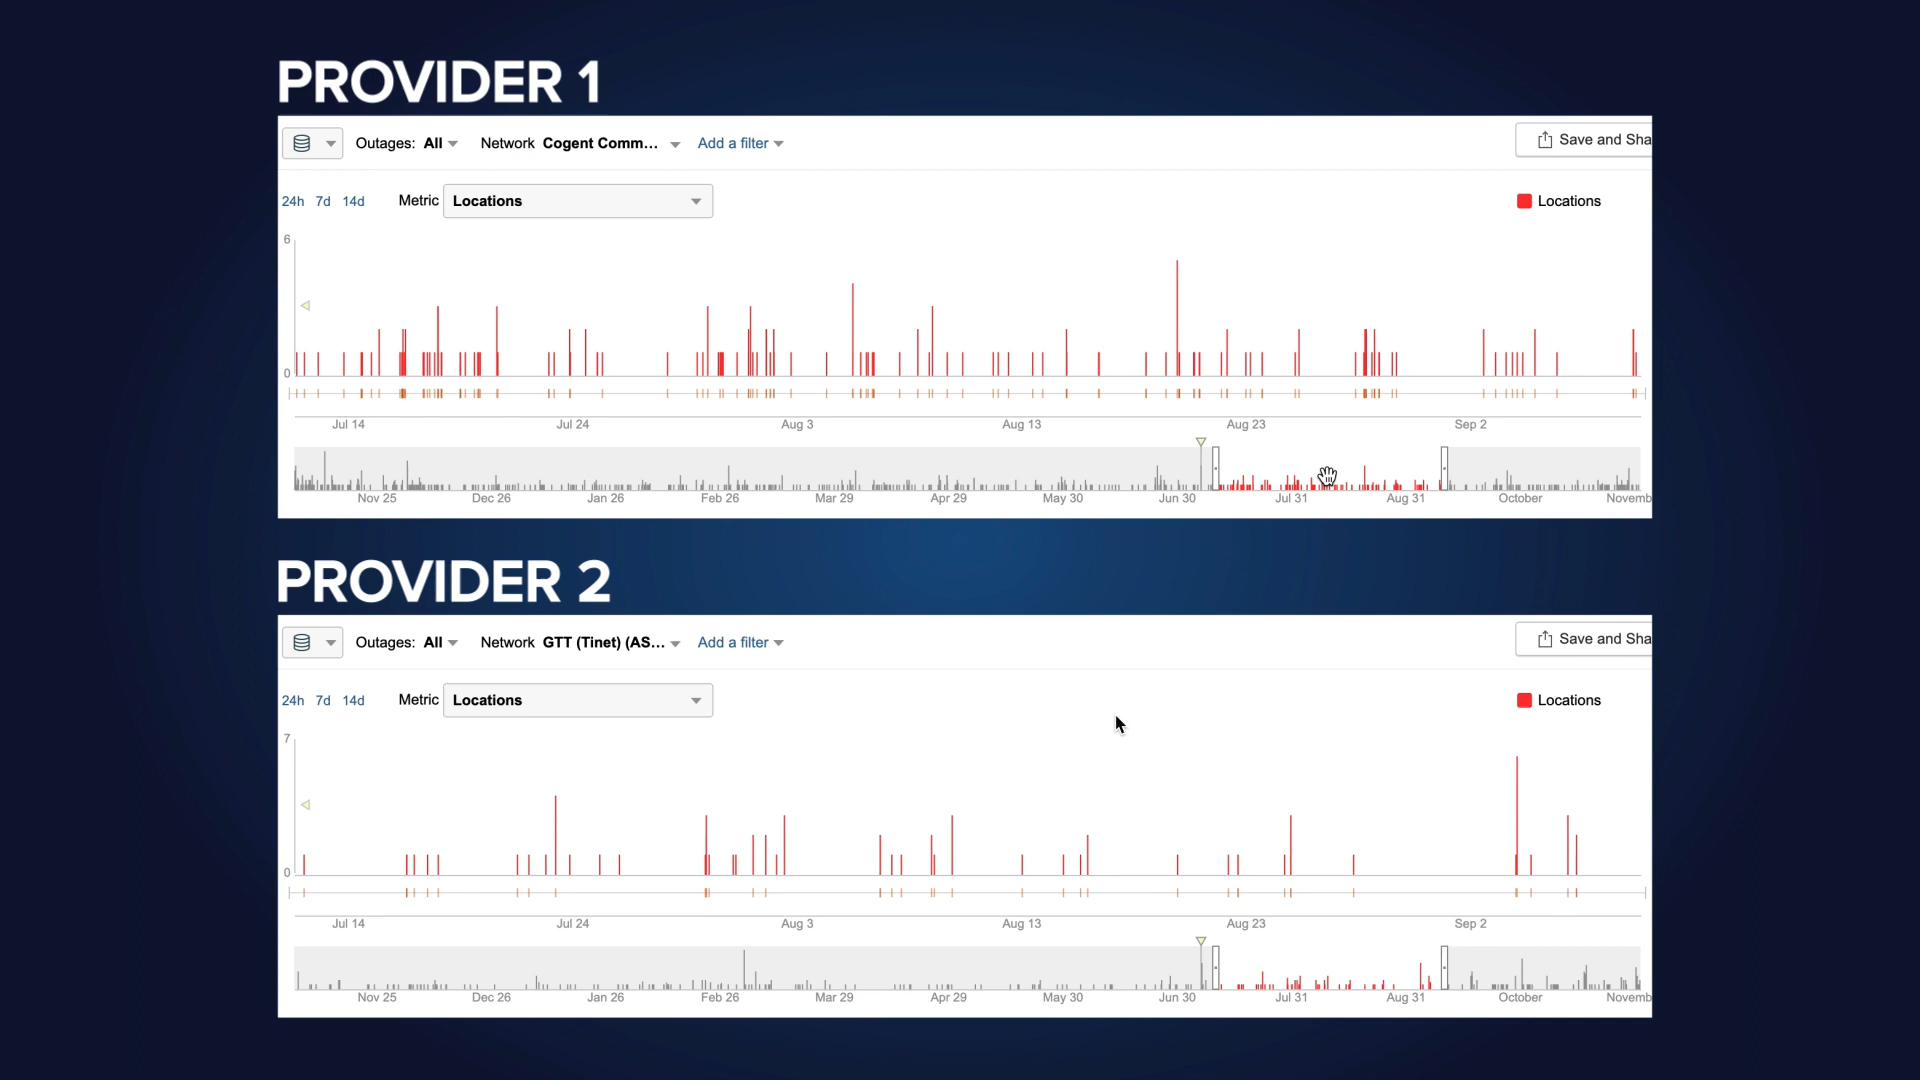 PROVIDER 1
Outages: All Network Cogent Comm... Add a filter Save and Sha
24h 7d 14d Metric Locations Locations
6
0
Jul 14 Jul 24 Aug 3 Aug 13 Aug 23 Sep 2
Nov 25 Dec 26 Jan 26 Feb 26 Mar 29 Apr 29 May 30 Jun 30 Jul 31 Aug 31 October Novemb
PROVIDER 2
Outages: All Network GTT (Tinet) (AS... Add a filter Save and Sha
24h 7d 14d Metric Locations Locations
7
0
Jul 14 Jul 24 Aug 3 Aug 13 Aug 23 Sep 2
Nov 25 Dec 26 Jan 26 Feb 26 Mar 29 Apr 29 May 30 Jun 30 Jul 31 Aug 31 October Novemb